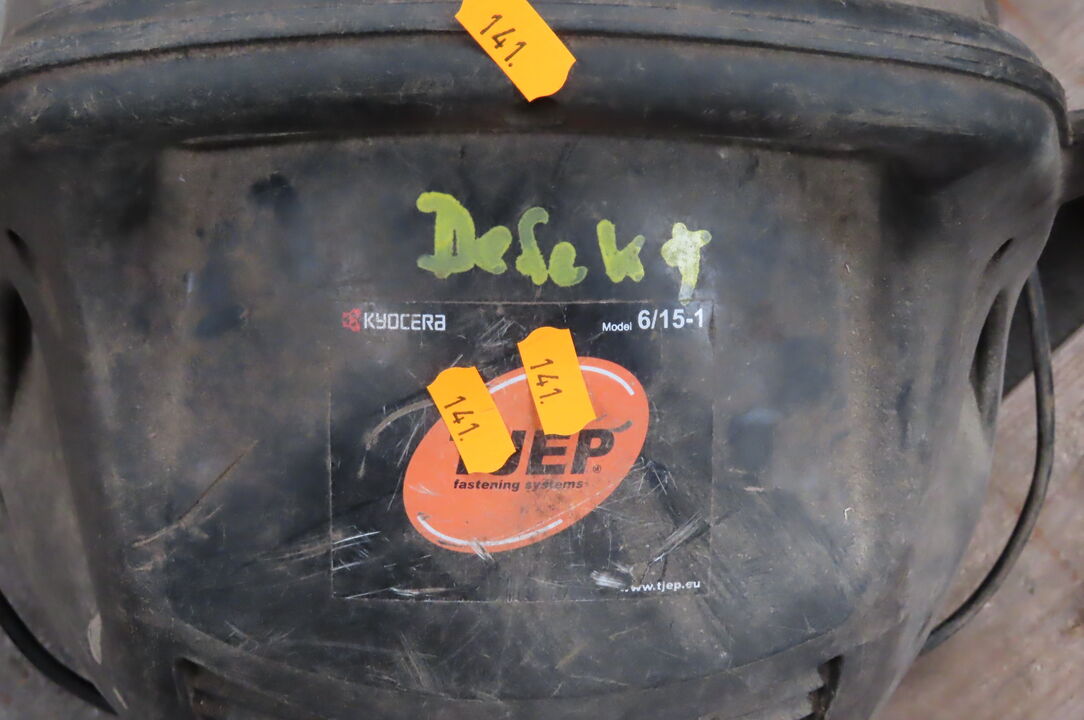 141.
Defekt
KYOCERA
Model 6/15-1
141.
141.
TJEP®
fastening systems
www.tjep.eu